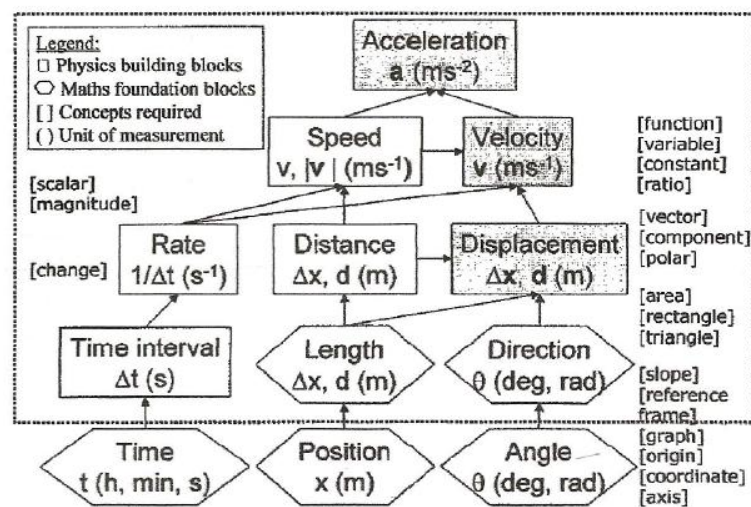 Legend:
□ Physics building blocks
⬡ Maths foundation blocks
[ ] Concepts required
( ) Unit of measurement
Acceleration
a (ms-2)
Speed
v, |v | (ms-1)
Velocity
v (ms-1)
[function]
[variable]
[constant]
[ratio]
[scalar]
[magnitude]
[change]
Rate
1/Δt (s-1)
Distance
Δx, d (m)
Displacement
Δx, d (m)
[vector]
[component]
[polar]
[area]
[rectangle]
[triangle]
Time interval
Δt (s)
Length
Δx, d (m)
Direction
θ (deg, rad)
[slope]
[reference
frame]
Time
t (h, min, s)
Position
x (m)
Angle
θ (deg, rad)
[graph]
[origin]
[coordinate]
[axis]